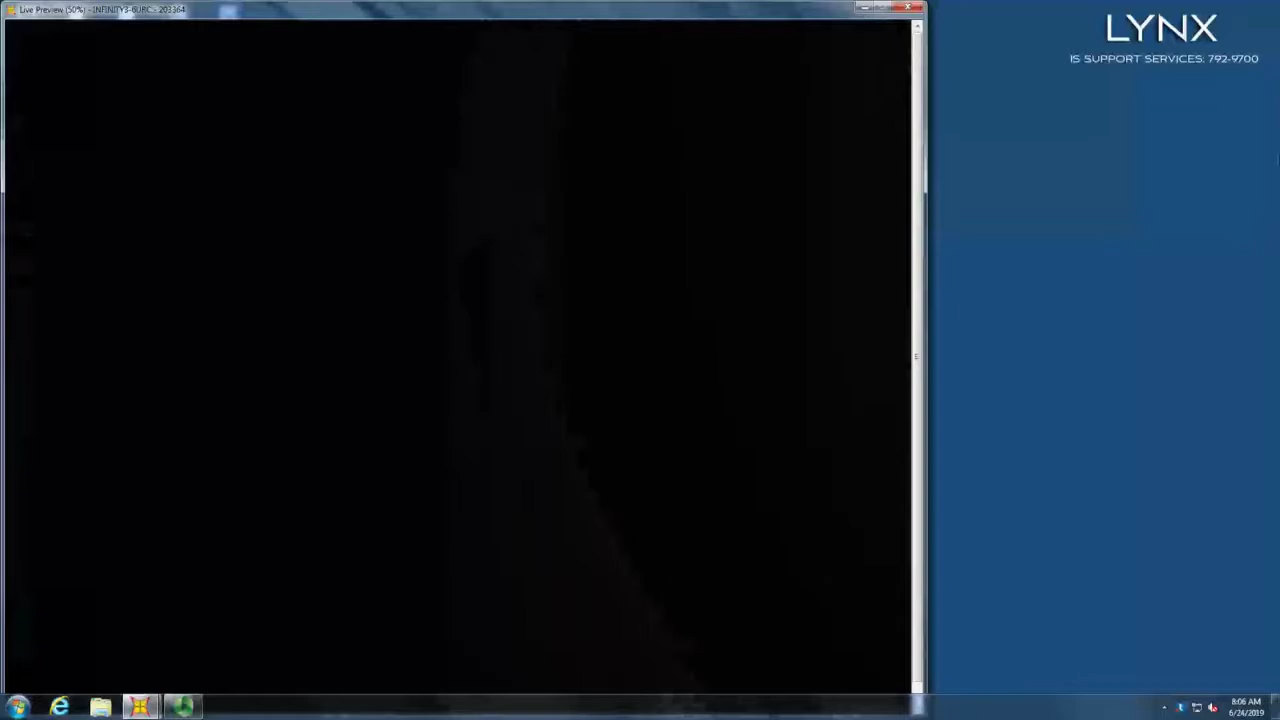 Live Preview (50%) - INFINITY3-6URC - 203364
LYNX
IS SUPPORT SERVICES: 792-9700
8:06 AM
6/24/2019